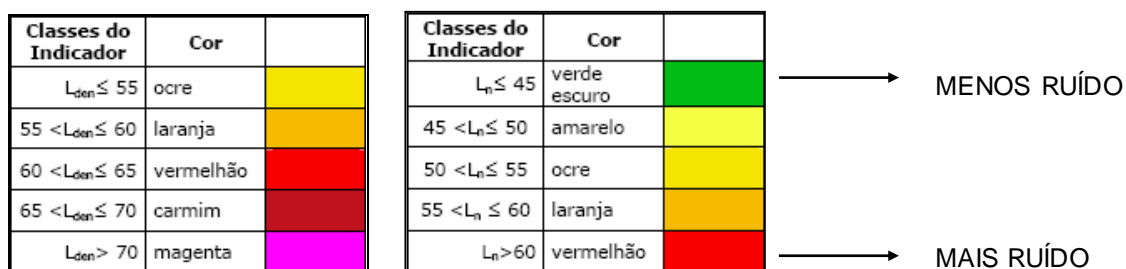 Classes do
Indicador
Cor
Lden≤ 55 ocre
55 <Lden≤ 60 laranja
60 <Lden≤ 65 vermelhão
65 <Lden≤ 70 carmim
Lden> 70 magenta
Classes do
Indicador
Cor
Ln≤ 45 verde
escuro
45 <Ln≤ 50 amarelo
50 <Ln≤ 55 ocre
55 <Ln ≤ 60 laranja
Ln>60 vermelhão
MENOS RUÍDO
MAIS RUÍDO